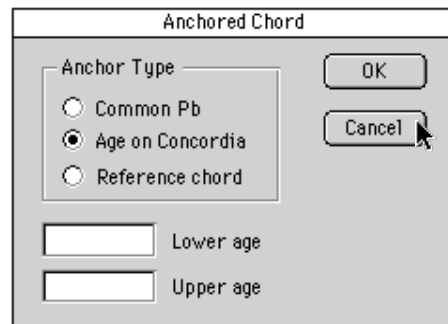 Anchored Chord
Anchor Type
OK
Common Pb
Age on Concordia
Cancel
Reference chord
Lower age
Upper age